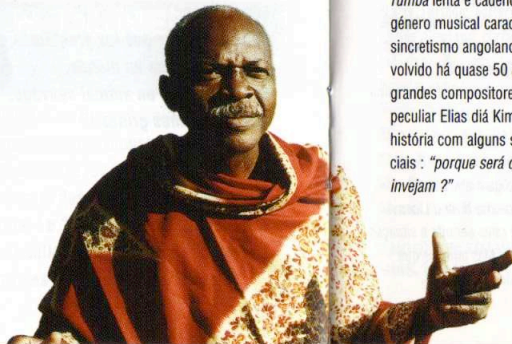 Rumba lenta e cadenc
género musical carac
sincretismo angolano
volvido há quase 50 a
grandes compositore
peculiar Elias diá Kim
história com alguns s
ciais : "porque será q
invejam ?"